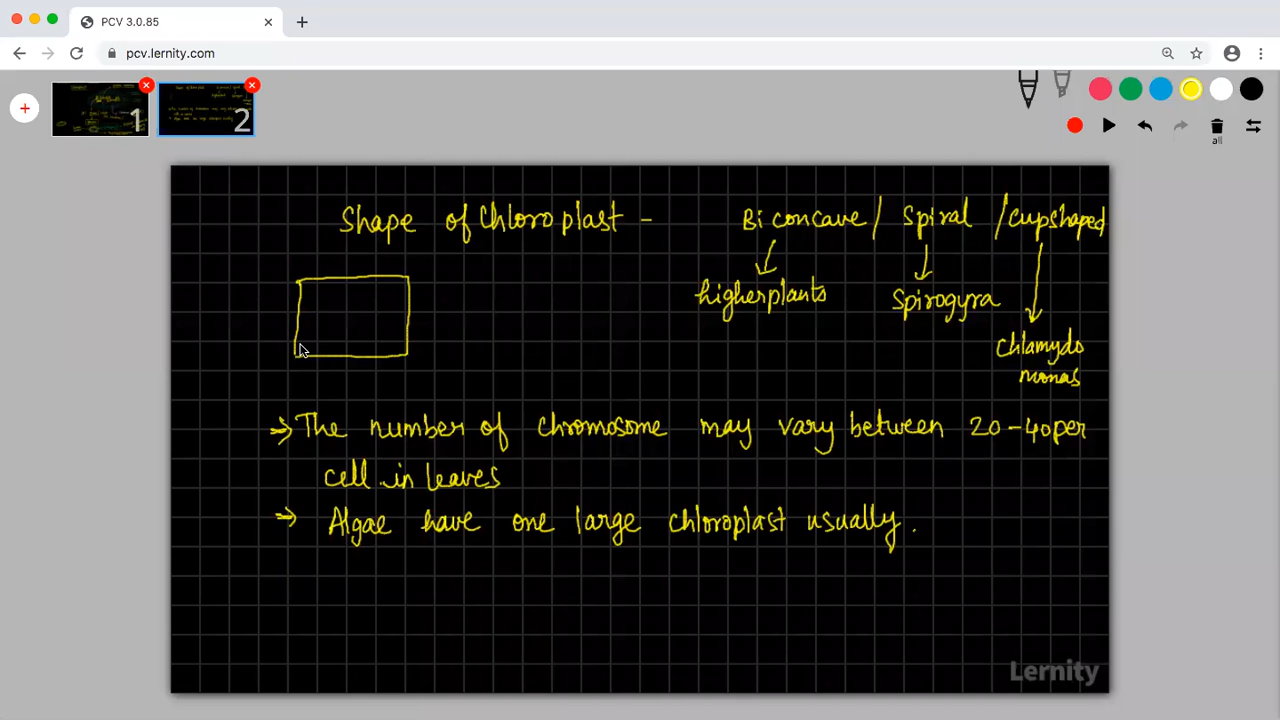 PCV 3.0.85
pcv.lernity.com
1
2
all
Shape of Chloroplast - Biconcave / Spiral / cupshaped
higherplants
Spirogyra
Chlamydo
monas
=> The number of chromosome may vary between 20-40per
cell in leaves
=> Algae have one large chloroplast usually.
Lernity